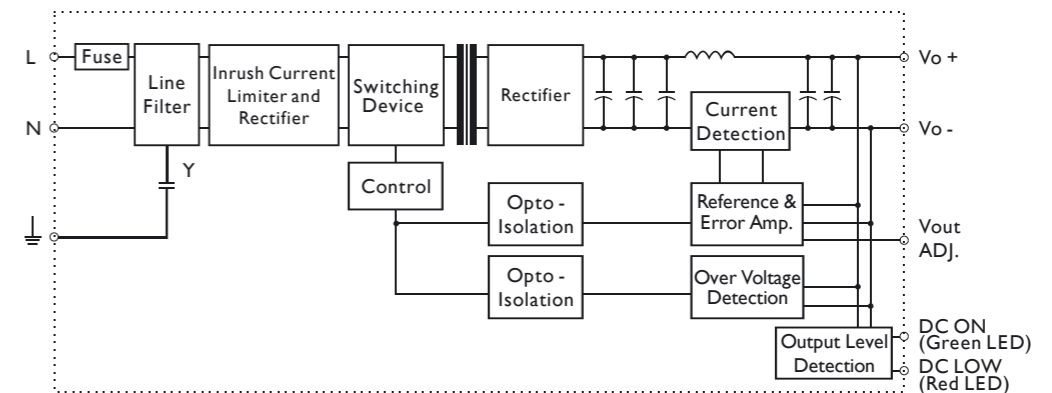 L
Fuse
Line
Filter
Inrush Current
Limiter and
Rectifier
Switching
Device
Rectifier
Vo +
Current
Detection
N
Vo -
Y
Control
Opto -
Isolation
Reference &
Error Amp.
Vout
ADJ.
Opto -
Isolation
Over Voltage
Detection
Output Level
Detection
DC ON
(Green LED)
DC LOW
(Red LED)